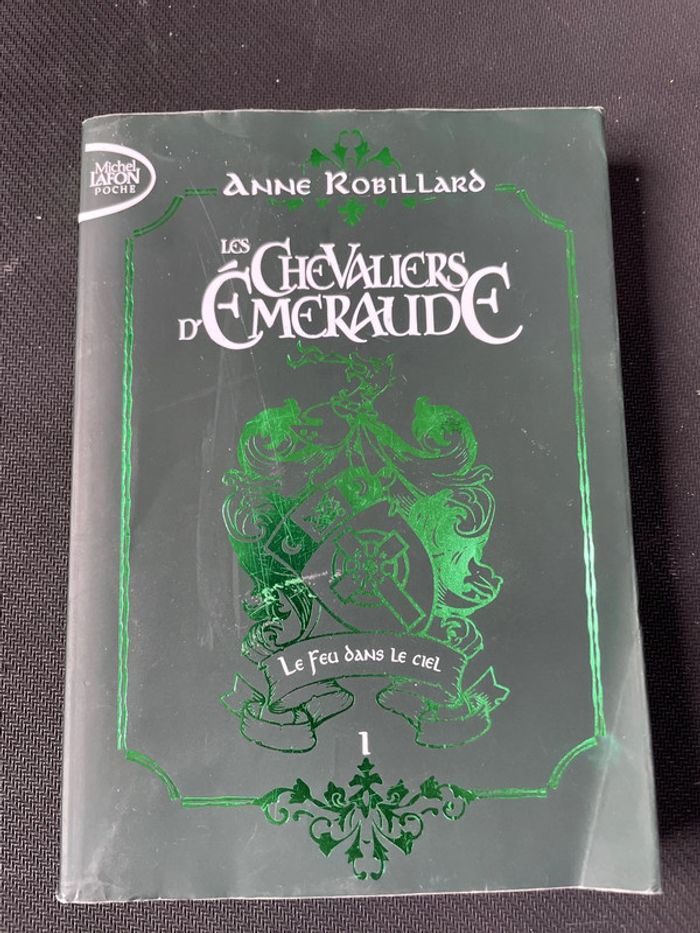 Michel
LAFON
POCHE
ANNE ROBILLARD
LES
CHEVALIERS
D'ÉMERAUDE
LE FEU DANS LE CIEL
1